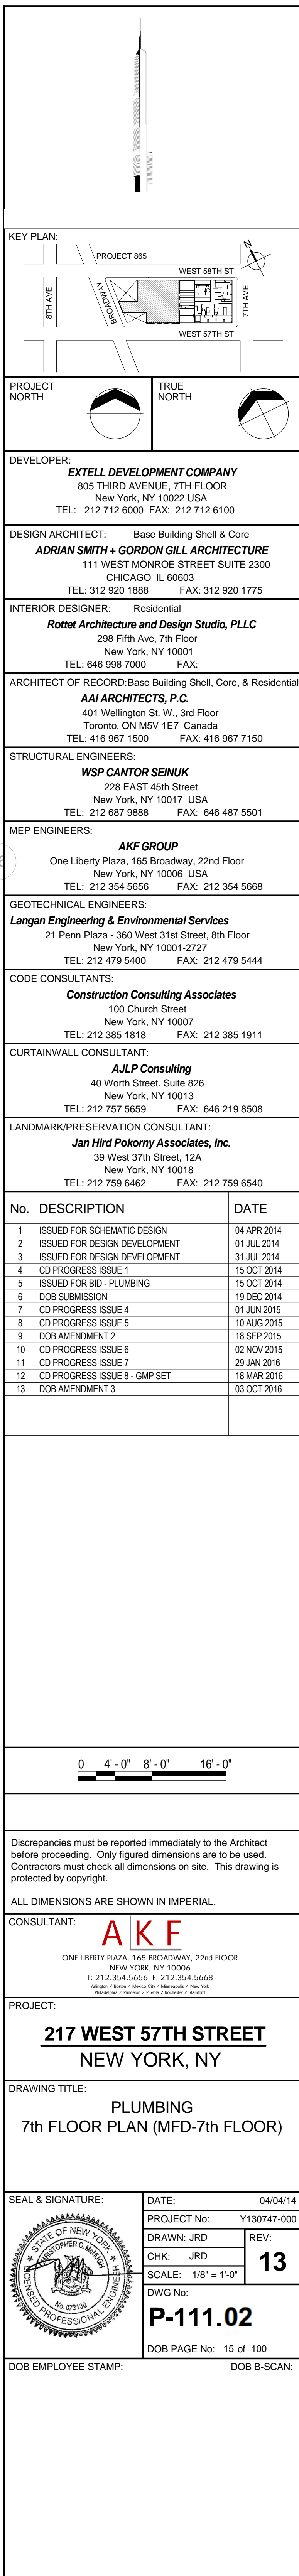 KEY PLAN:
N
PROJECT 865
WEST 58TH ST
8TH AVE
BROADWAY
7TH AVE
WEST 57TH ST
PROJECT
NORTH
TRUE
NORTH
DEVELOPER:
EXTELL DEVELOPMENT COMPANY
805 THIRD AVENUE, 7TH FLOOR
New York, NY 10022 USA
TEL: 212 712 6000 FAX: 212 712 6100
DESIGN ARCHITECT: Base Building Shell & Core
ADRIAN SMITH + GORDON GILL ARCHITECTURE
111 WEST MONROE STREET SUITE 2300
CHICAGO IL 60603
TEL: 312 920 1888 FAX: 312 920 1775
INTERIOR DESIGNER: Residential
Rottet Architecture and Design Studio, PLLC
298 Fifth Ave, 7th Floor
New York, NY 10001
TEL: 646 998 7000 FAX:
ARCHITECT OF RECORD:Base Building Shell, Core, & Residential
AAI ARCHITECTS, P.C.
401 Wellington St. W., 3rd Floor
Toronto, ON M5V 1E7 Canada
TEL: 416 967 1500 FAX: 416 967 7150
STRUCTURAL ENGINEERS:
WSP CANTOR SEINUK
228 EAST 45th Street
New York, NY 10017 USA
TEL: 212 687 9888 FAX: 646 487 5501
MEP ENGINEERS:
AKF GROUP
One Liberty Plaza, 165 Broadway, 22nd Floor
New York, NY 10006 USA
TEL: 212 354 5656 FAX: 212 354 5668
GEOTECHNICAL ENGINEERS:
Langan Engineering & Environmental Services
21 Penn Plaza - 360 West 31st Street, 8th Floor
New York, NY 10001-2727
TEL: 212 479 5400 FAX: 212 479 5444
CODE CONSULTANTS:
Construction Consulting Associates
100 Church Street
New York, NY 10007
TEL: 212 385 1818 FAX: 212 385 1911
CURTAINWALL CONSULTANT:
AJLP Consulting
40 Worth Street. Suite 826
New York, NY 10013
TEL: 212 757 5659 FAX: 646 219 8508
LANDMARK/PRESERVATION CONSULTANT:
Jan Hird Pokorny Associates, Inc.
39 West 37th Street, 12A
New York, NY 10018
TEL: 212 759 6462 FAX: 212 759 6540
No. DESCRIPTION DATE
1 ISSUED FOR SCHEMATIC DESIGN 04 APR 2014
2 ISSUED FOR DESIGN DEVELOPMENT 01 JUL 2014
3 ISSUED FOR DESIGN DEVELOPMENT 31 JUL 2014
4 CD PROGRESS ISSUE 1 15 OCT 2014
5 ISSUED FOR BID - PLUMBING 15 OCT 2014
6 DOB SUBMISSION 19 DEC 2014
7 CD PROGRESS ISSUE 4 01 JUN 2015
8 CD PROGRESS ISSUE 5 10 AUG 2015
9 DOB AMENDMENT 2 18 SEP 2015
10 CD PROGRESS ISSUE 6 02 NOV 2015
11 CD PROGRESS ISSUE 7 29 JAN 2016
12 CD PROGRESS ISSUE 8 - GMP SET 18 MAR 2016
13 DOB AMENDMENT 3 03 OCT 2016
0 4' - 0" 8' - 0" 16' - 0"
Discrepancies must be reported immediately to the Architect
before proceeding. Only figured dimensions are to be used.
Contractors must check all dimensions on site. This drawing is
protected by copyright.
ALL DIMENSIONS ARE SHOWN IN IMPERIAL.
CONSULTANT:
AKF
ONE LIBERTY PLAZA, 165 BROADWAY, 22nd FLOOR
NEW YORK, NY 10006
T: 212.354.5656 F: 212.354.5668
Arlington / Boston / Mexico City / Minneapolis / New York
Philadelphia / Princeton / Puebla / Rochester / Stamford
PROJECT:
217 WEST 57TH STREET
NEW YORK, NY
DRAWING TITLE:
PLUMBING
7th FLOOR PLAN (MFD-7th FLOOR)
SEAL & SIGNATURE:
STATE OF NEW YORK
No. 075130
LICENSED PROFESSIONAL ENGINEER
DATE: 04/04/14
PROJECT No: Y130747-000
DRAWN: JRD
CHK: JRD
SCALE: 1/8" = 1'-0"
REV:
13
DWG No:
P-111.02
DOB PAGE No: 15 of 100
DOB EMPLOYEE STAMP:
DOB B-SCAN: